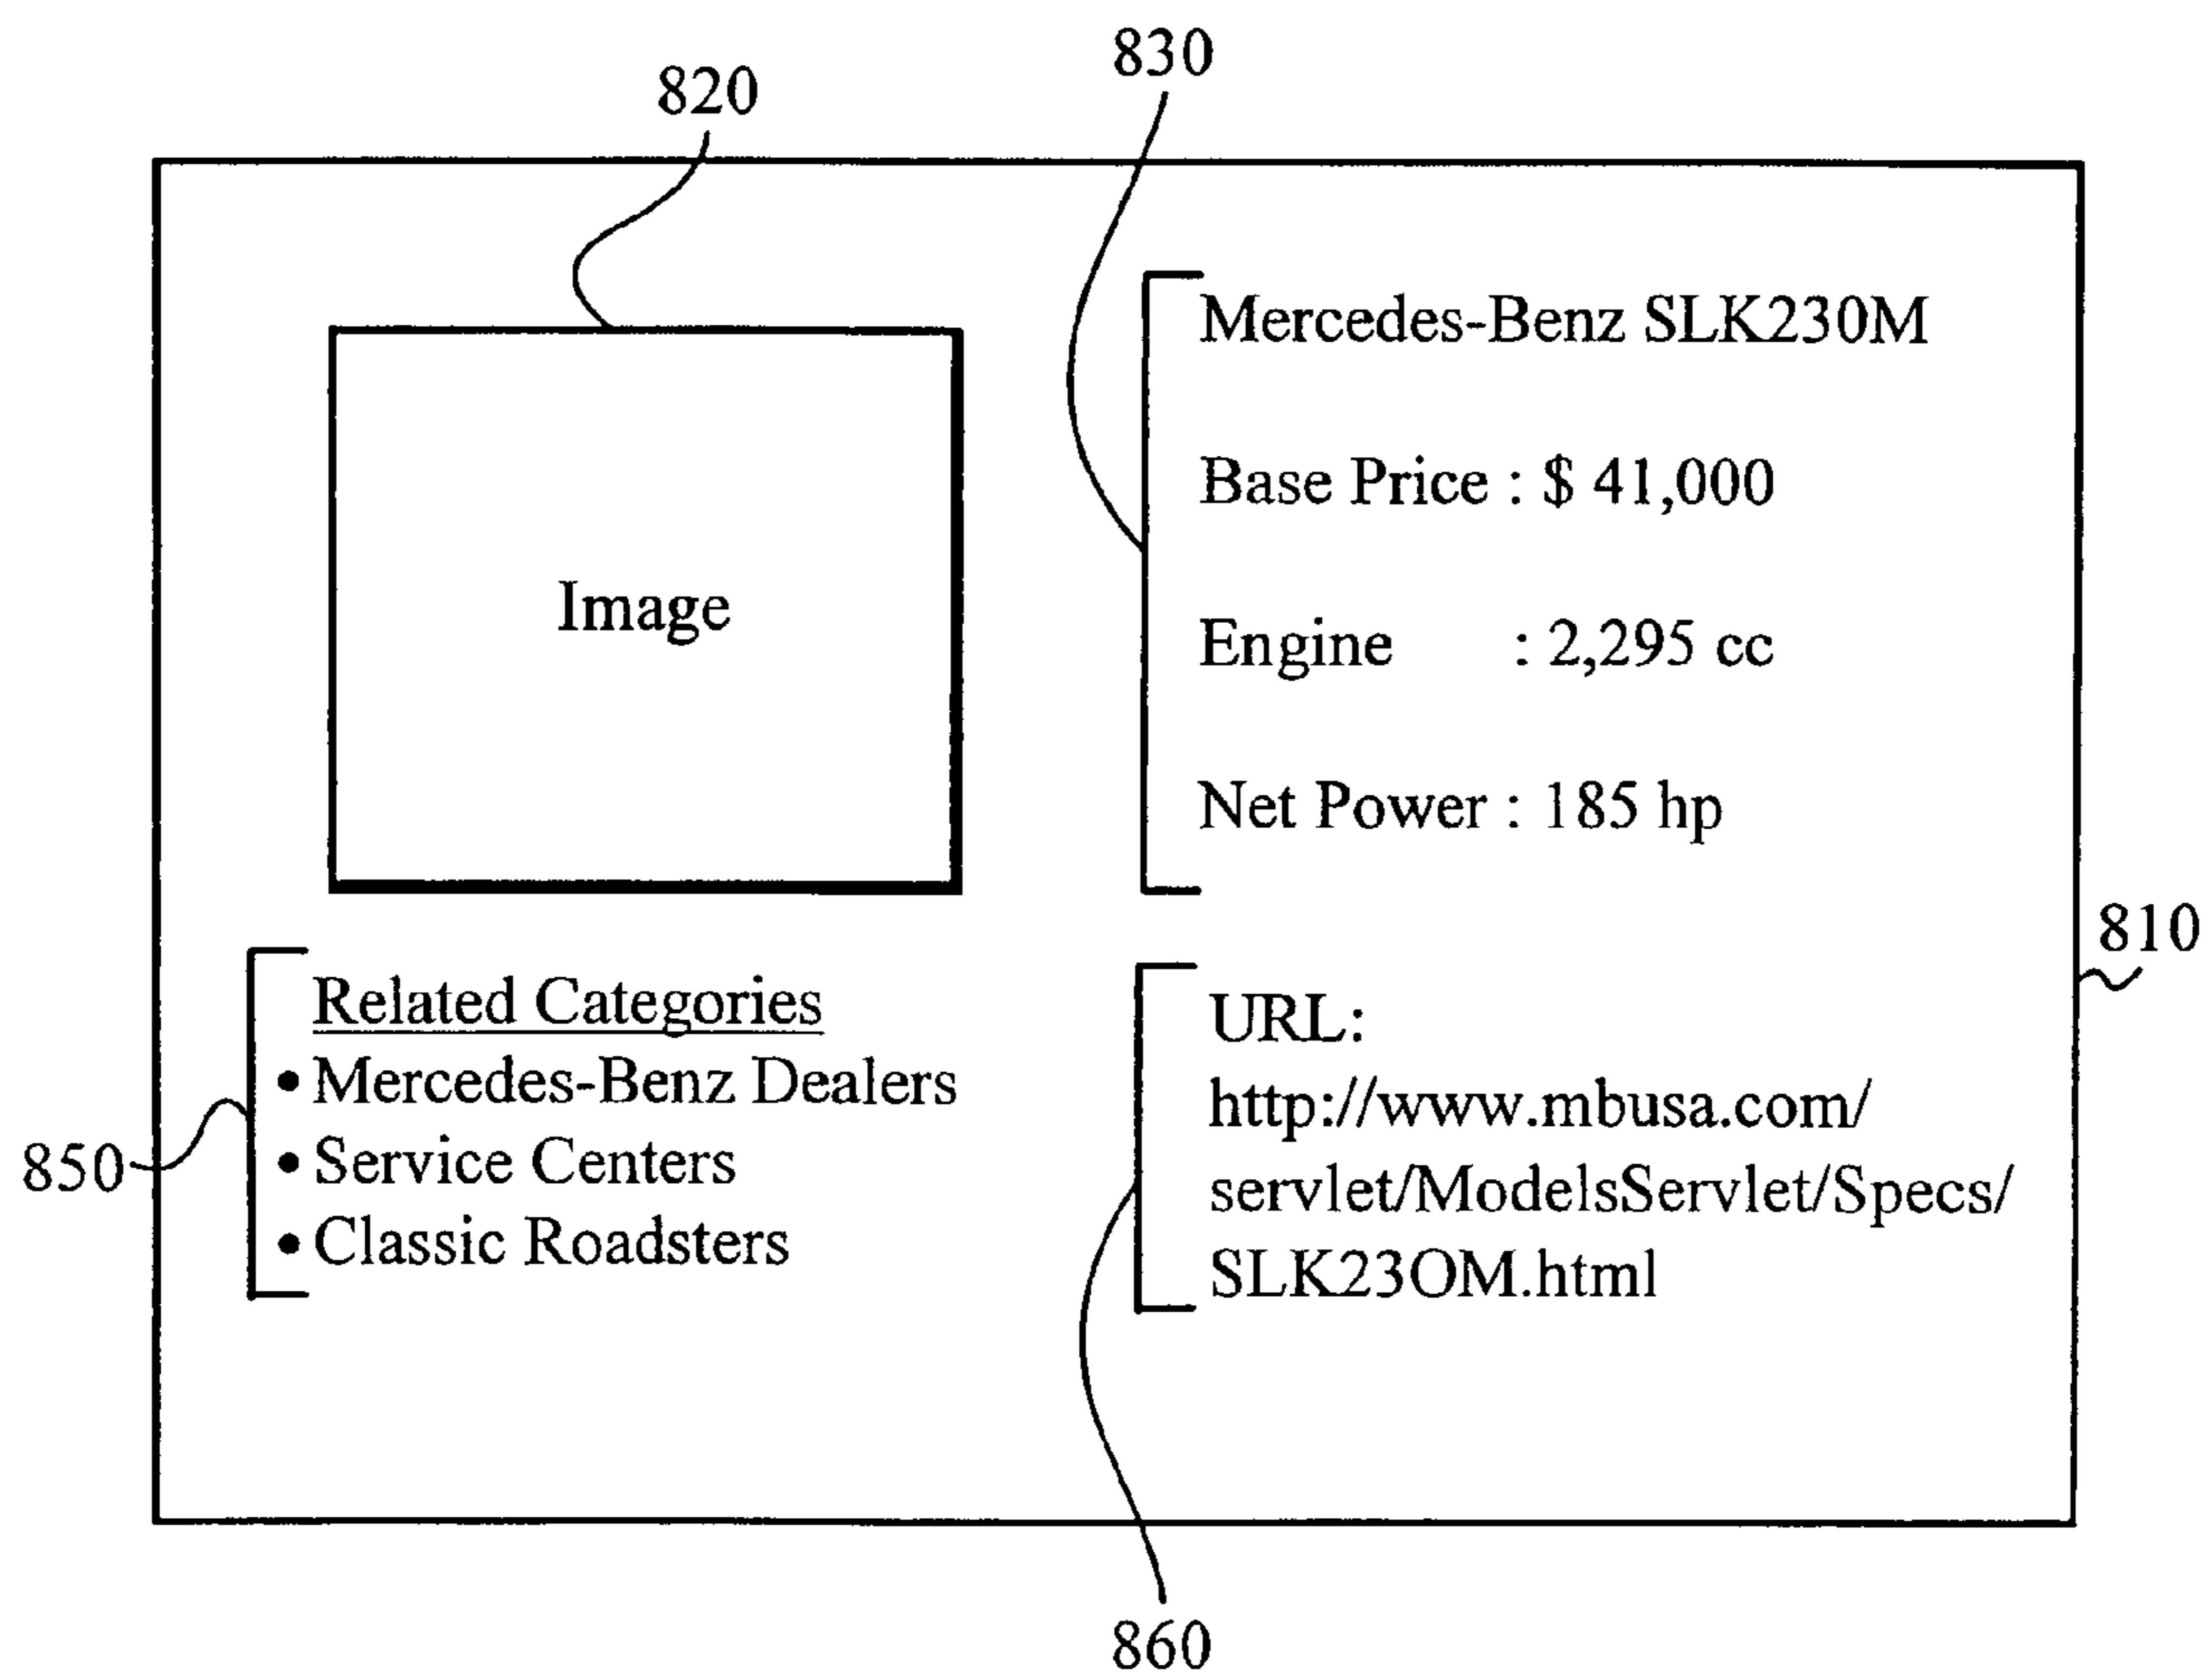 830
820
Mercedes-Benz SLK230M
Base Price : $ 41,000
Image
Engine : 2,295 cc
Net Power : 185 hp
810
Related Categories
• Mercedes-Benz Dealers
• Service Centers
• Classic Roadsters
850
URL:
http://www.mbusa.com/
servlet/ModelsServlet/Specs/
SLK23OM.html
860